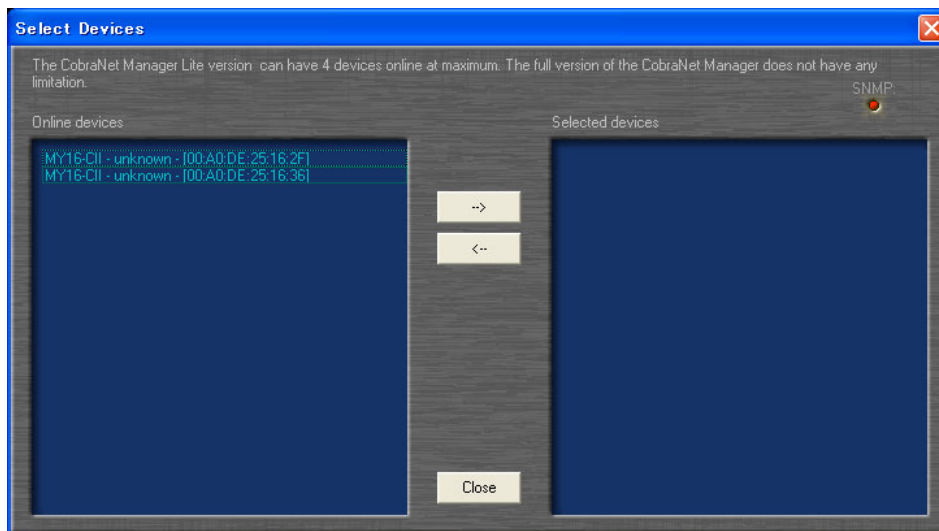 Select Devices
The CobraNet Manager Lite version can have 4 devices online at maximum. The full version of the CobraNet Manager does not have any
limitation.
SNMP:
Online devices
Selected devices
MY16-CII - unknown - [00:A0:DE:25:16:2F]
MY16-CII - unknown - [00:A0:DE:25:16:36]
-->
<--
Close